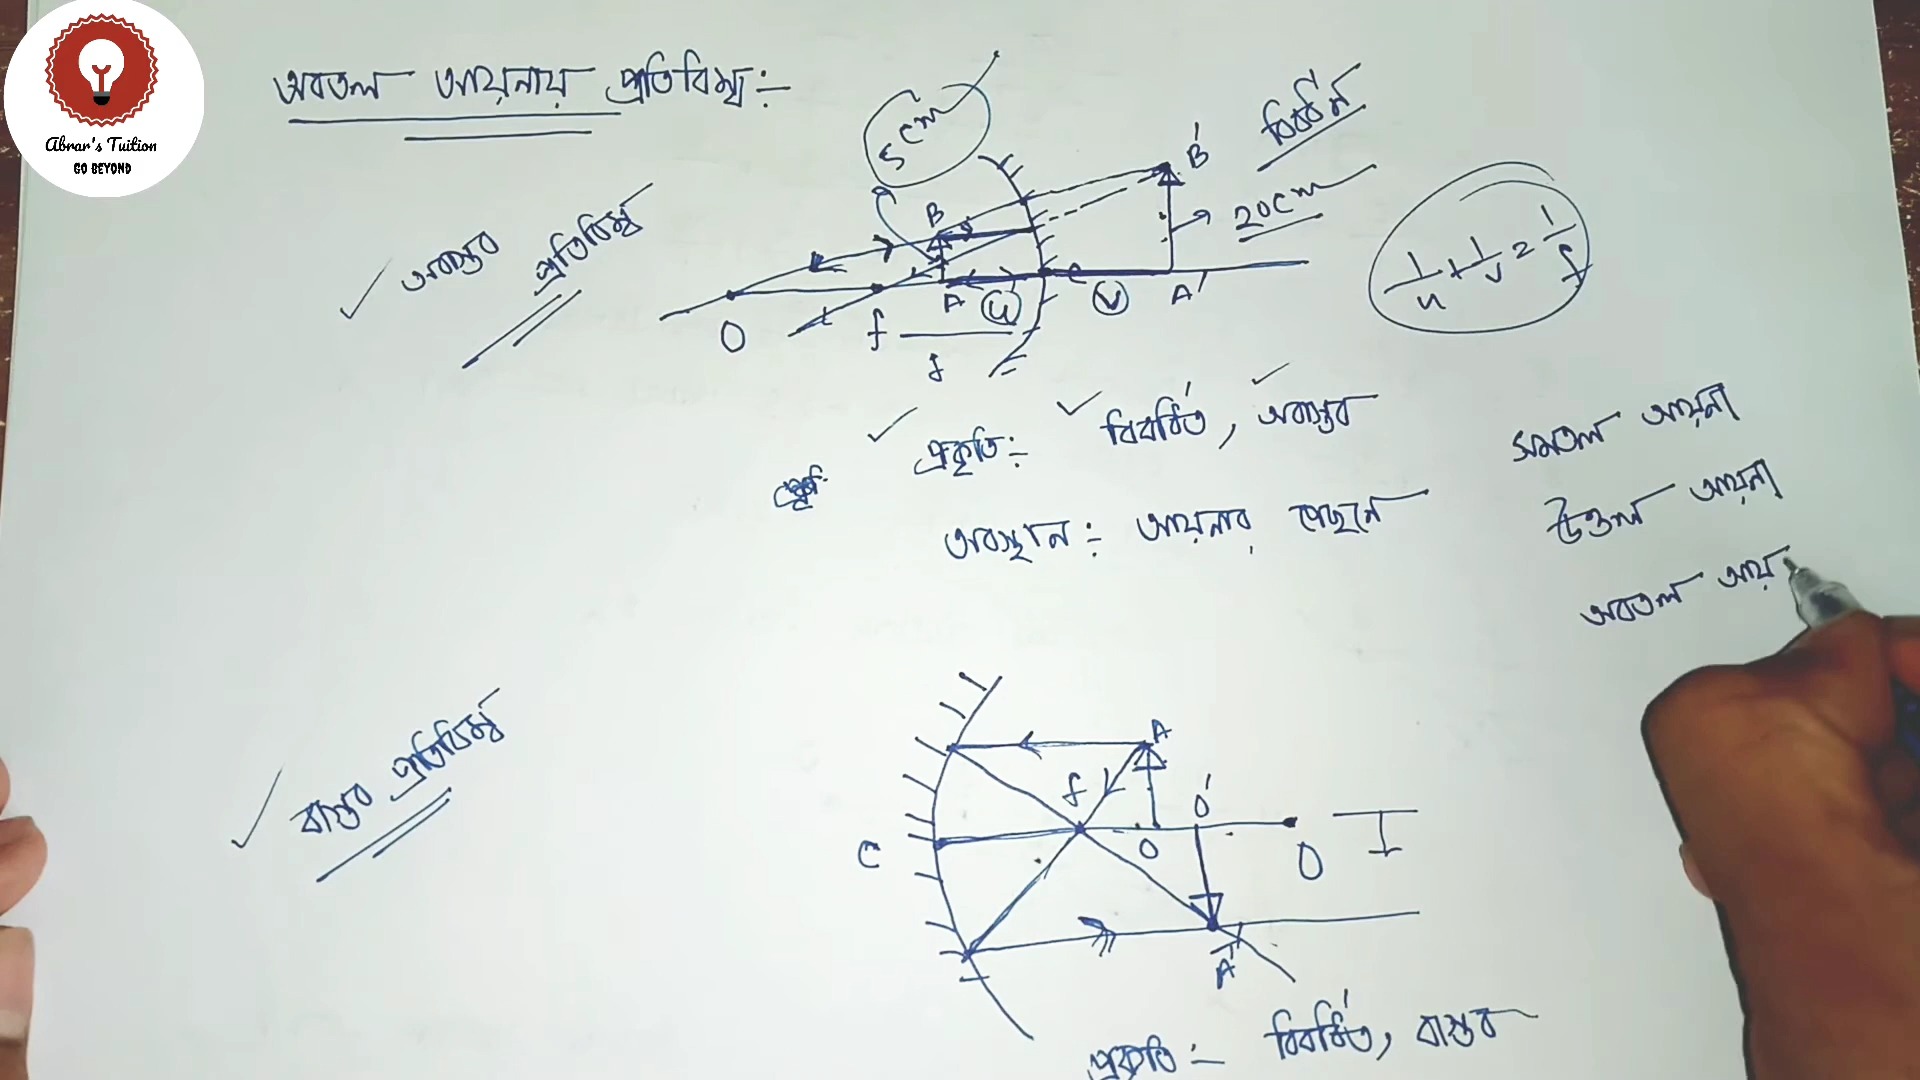 Abrar's Tuition
GO BEYOND
অবতল আয়নায় প্রতিবিম্ব :-
5cm
B'
বিবর্ধন
B
20cm
অবাস্তব প্রতিবিম্ব
1/u + 1/v = 1/f
O
f
A
u
v
A'
f
প্রকৃতি :- বিবর্ধিত, অবাস্তব
অবস্থান :- আয়নার পেছনে
সমতল আয়না
উত্তল আয়না
অবতল আয়
বাস্তব প্রতিবিম্ব
A
f
O'
C
O
O
I
A'
প্রকৃতি :- বিবর্ধিত, বাস্তব